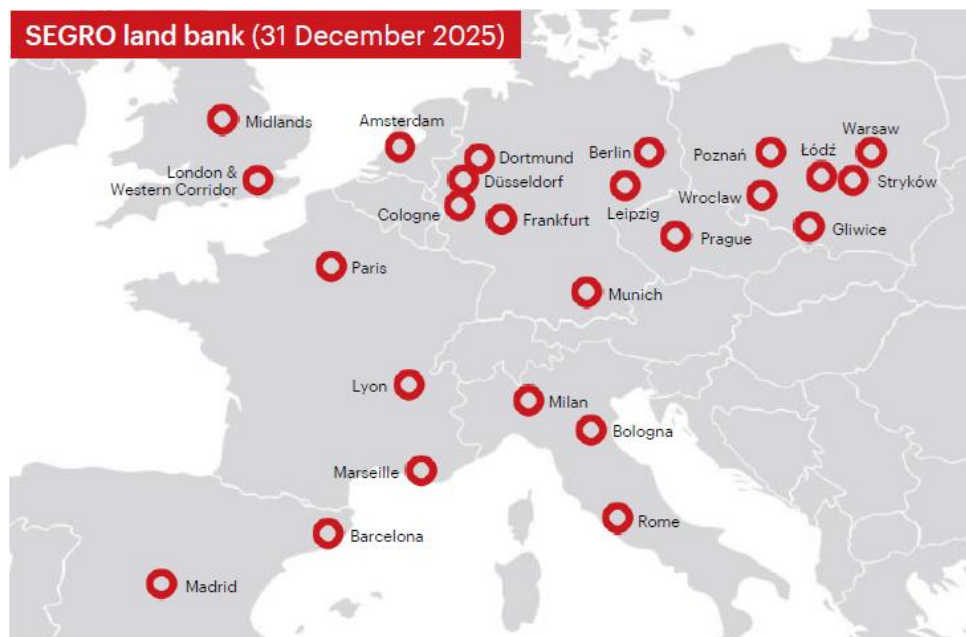 SEGRO land bank (31 December 2025)
Midlands
London &
Western Corridor
Amsterdam
Dortmund
Düsseldorf
Cologne
Frankfurt
Berlin
Leipzig
Poznań
Łódź
Warsaw
Stryków
Wroclaw
Gliwice
Prague
Paris
Munich
Lyon
Milan
Bologna
Marseille
Barcelona
Rome
Madrid